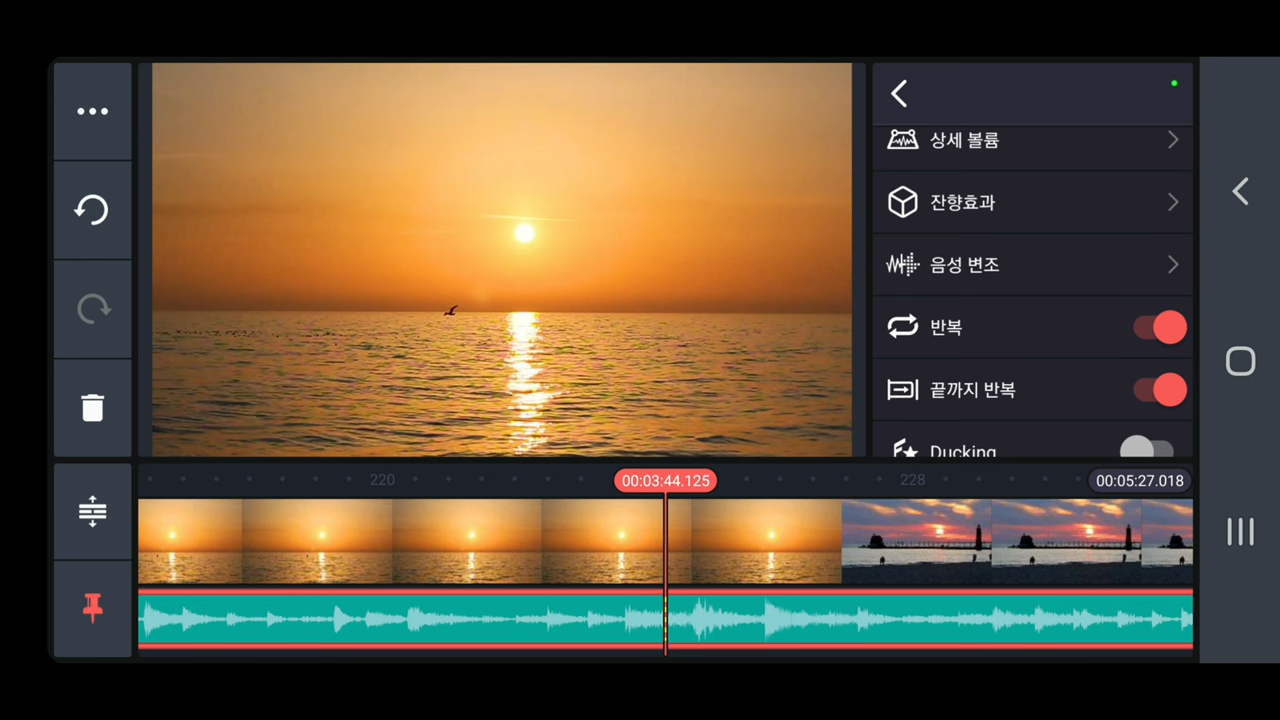 상세 볼륨
잔향효과
음성 변조
반복
끝까지 반복
Ducking
220
00:03:44.125
228
00:05:27.018